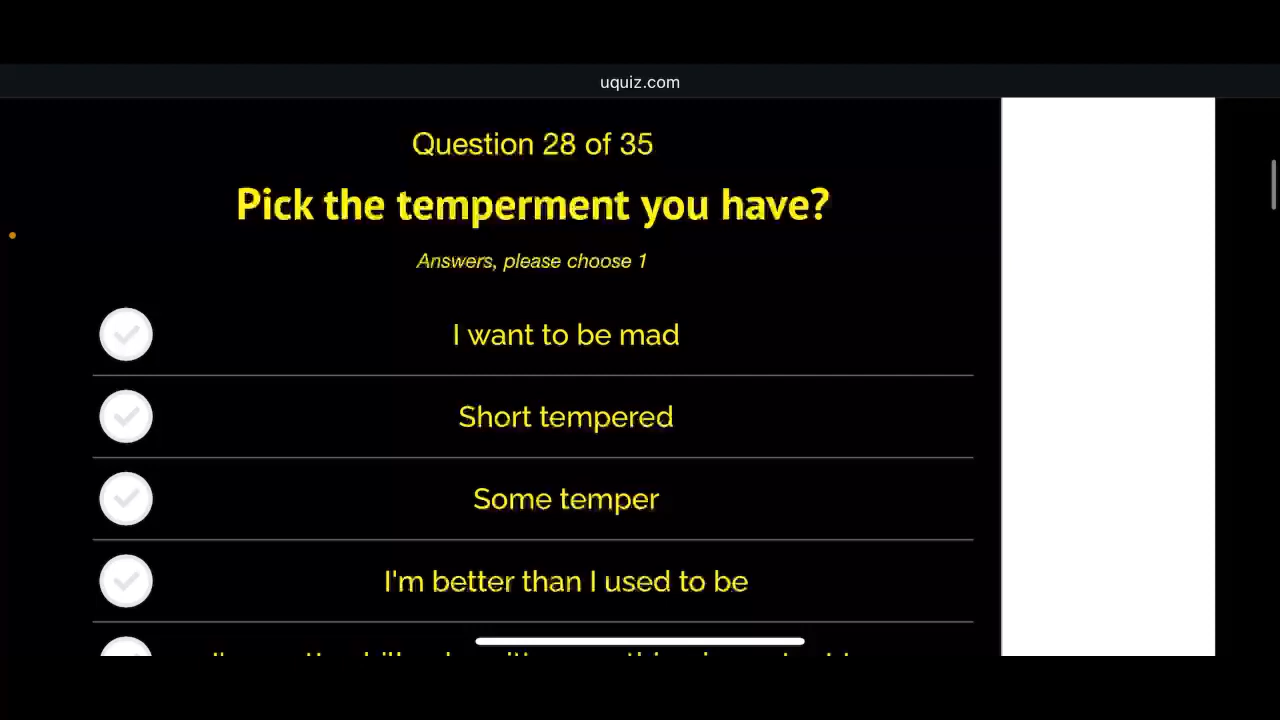 uquiz.com
Question 28 of 35
Pick the temperment you have?
Answers, please choose 1
I want to be mad
Short tempered
Some temper
I'm better than I used to be